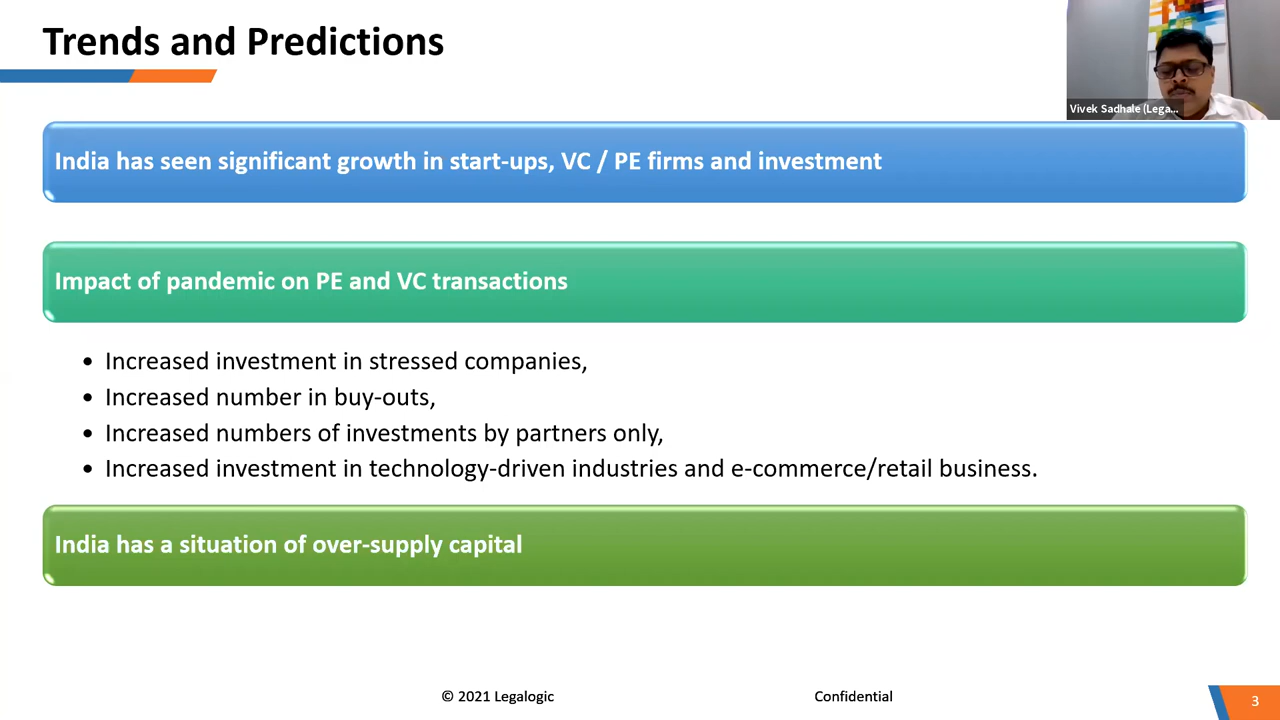 Trends and Predictions
Vivek Sadhale (Lega...
India has seen significant growth in start-ups, VC / PE firms and investment
Impact of pandemic on PE and VC transactions
• Increased investment in stressed companies,
• Increased number in buy-outs,
• Increased numbers of investments by partners only,
• Increased investment in technology-driven industries and e-commerce/retail business.
India has a situation of over-supply capital
© 2021 Legalogic
Confidential
3